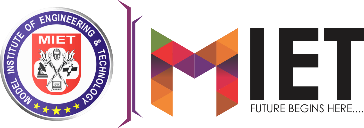 MODEL INSTITUTE OF ENGINEERING & TECHNOLOGY
MIET
MIET
FUTURE BEGINS HERE....